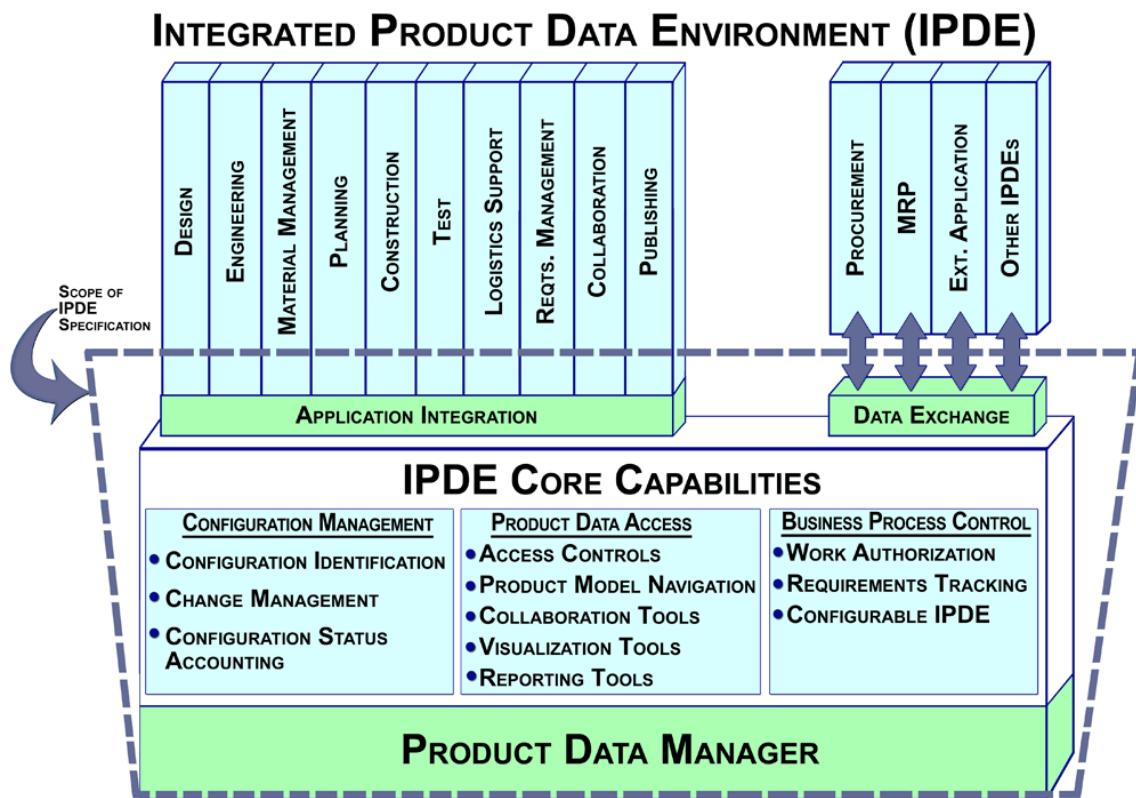 INTEGRATED PRODUCT DATA ENVIRONMENT (IPDE)
DESIGN
ENGINEERING
MATERIAL MANAGEMENT
PLANNING
CONSTRUCTION
TEST
LOGISTICS SUPPORT
REQTS. MANAGEMENT
COLLABORATION
PUBLISHING
PROCUREMENT
MRP
EXT. APPLICATION
OTHER IPDES
SCOPE OF
IPDE
SPECIFICATION
APPLICATION INTEGRATION
DATA EXCHANGE
IPDE CORE CAPABILITIES
CONFIGURATION MANAGEMENT
• CONFIGURATION IDENTIFICATION
• CHANGE MANAGEMENT
• CONFIGURATION STATUS
ACCOUNTING
PRODUCT DATA ACCESS
• ACCESS CONTROLS
• PRODUCT MODEL NAVIGATION
• COLLABORATION TOOLS
• VISUALIZATION TOOLS
• REPORTING TOOLS
BUSINESS PROCESS CONTROL
• WORK AUTHORIZATION
• REQUIREMENTS TRACKING
• CONFIGURABLE IPDE
PRODUCT DATA MANAGER